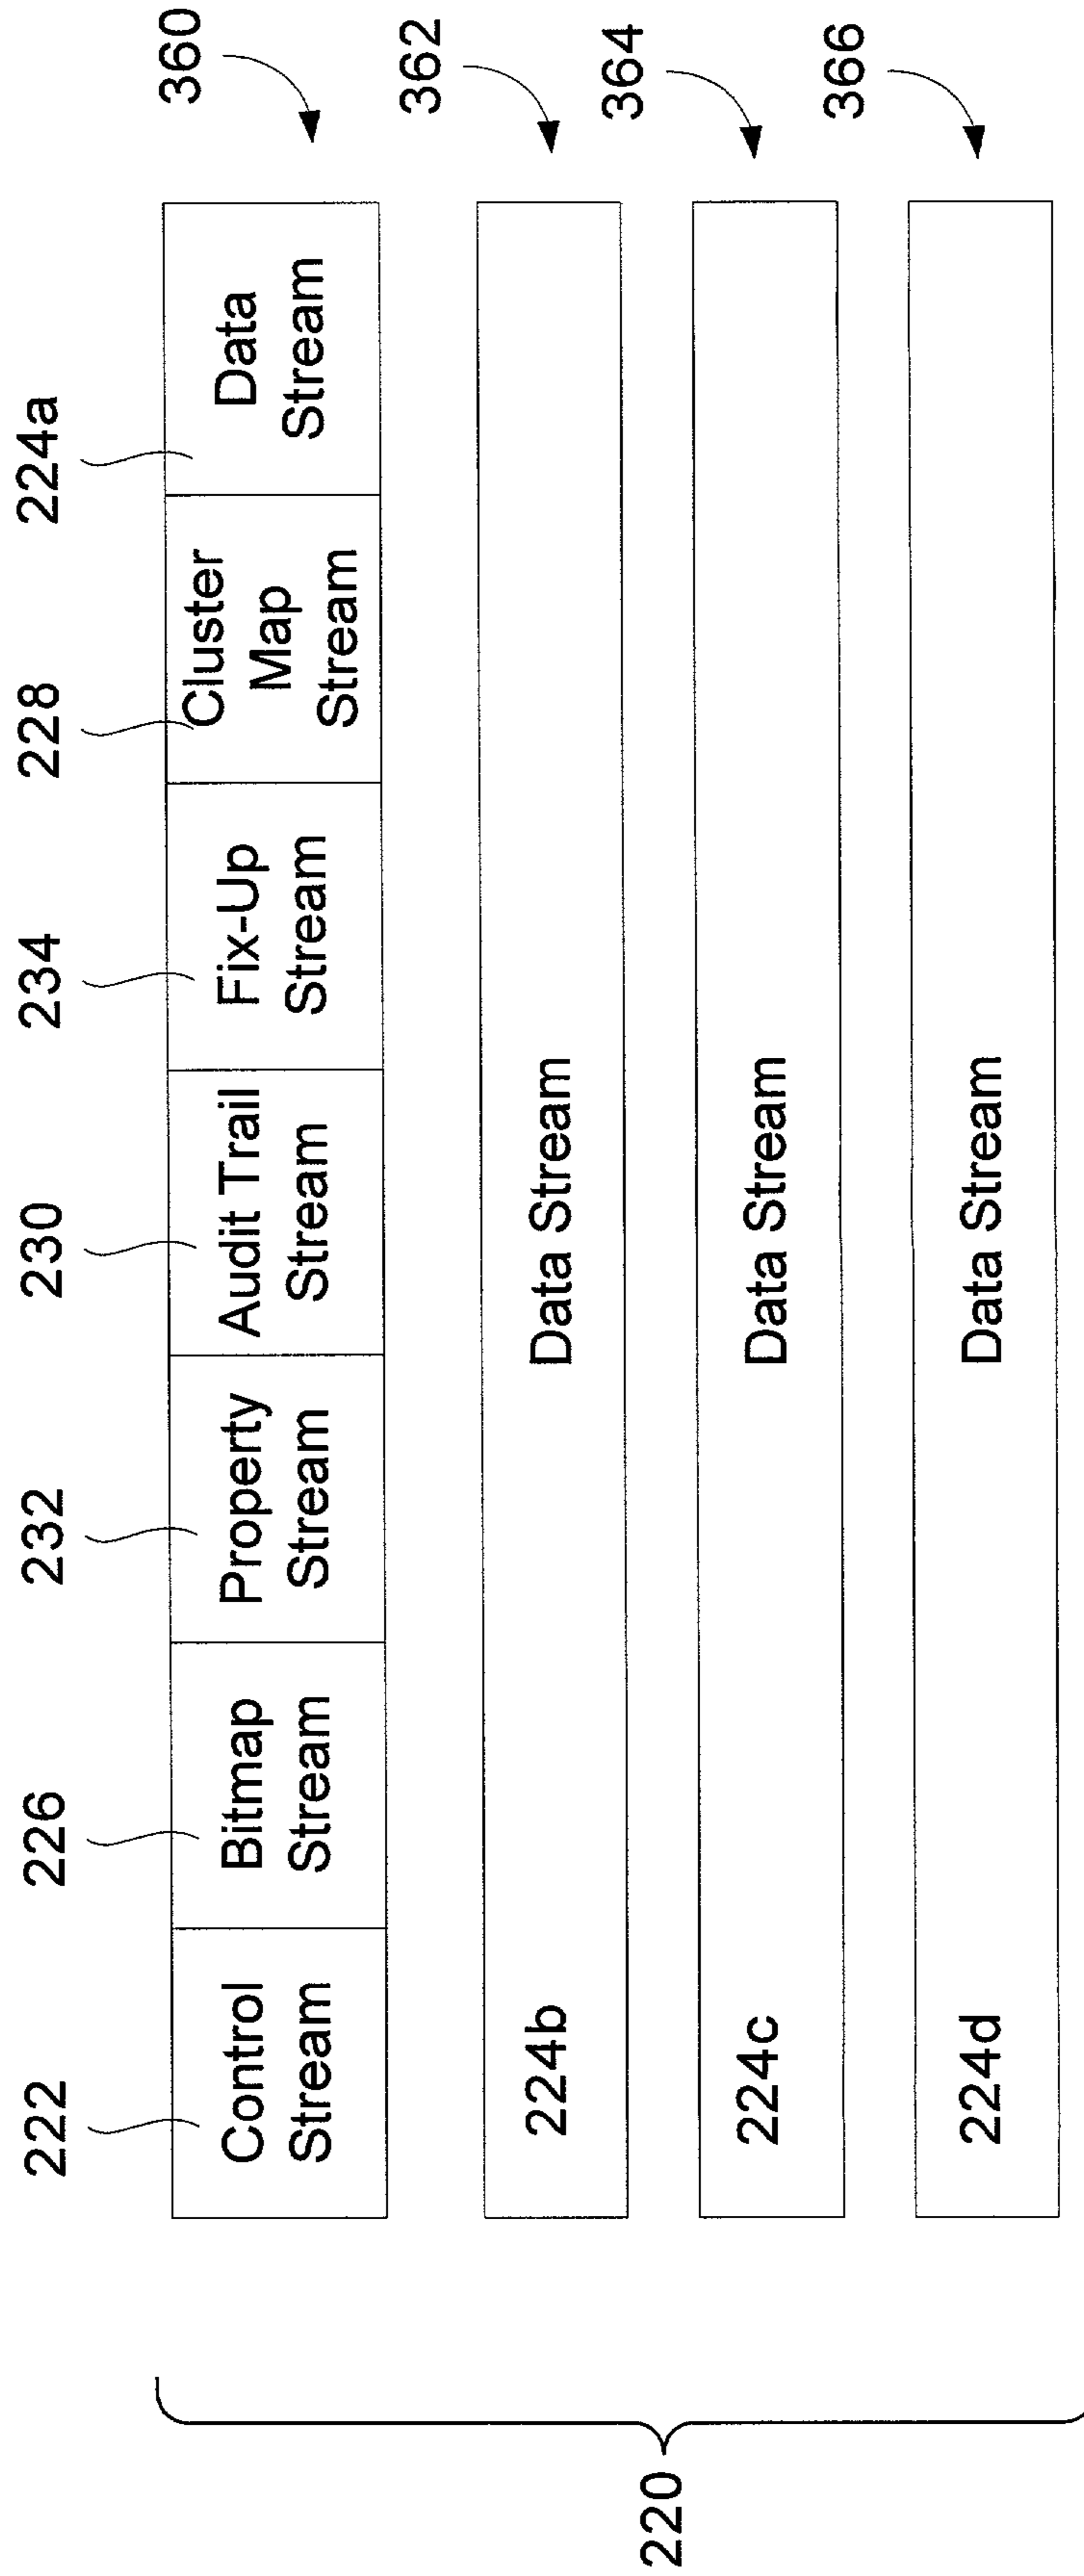 222
226
232
230
234
228
224a
360
Control
Stream
Bitmap
Stream
Property
Stream
Audit Trail
Stream
Fix-Up
Stream
Cluster
Map
Stream
Data
Stream
362
224b
Data Stream
364
224c
Data Stream
366
224d
Data Stream
220